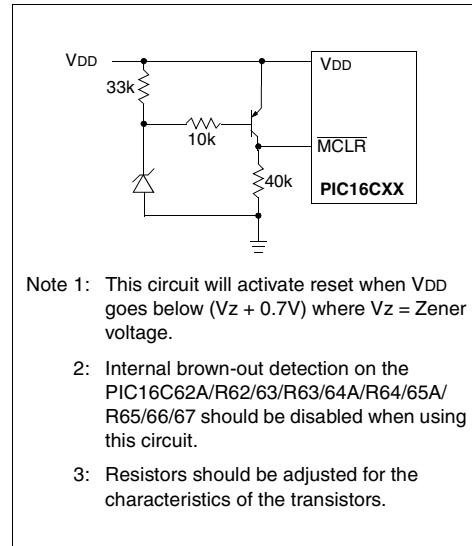 VDD
VDD
33k
10k
MCLR
40k
PIC16CXX
Note 1: This circuit will activate reset when VDD
goes below (Vz + 0.7V) where Vz = Zener
voltage.
2: Internal brown-out detection on the
PIC16C62A/R62/63/R63/64A/R64/65A/
R65/66/67 should be disabled when using
this circuit.
3: Resistors should be adjusted for the
characteristics of the transistors.